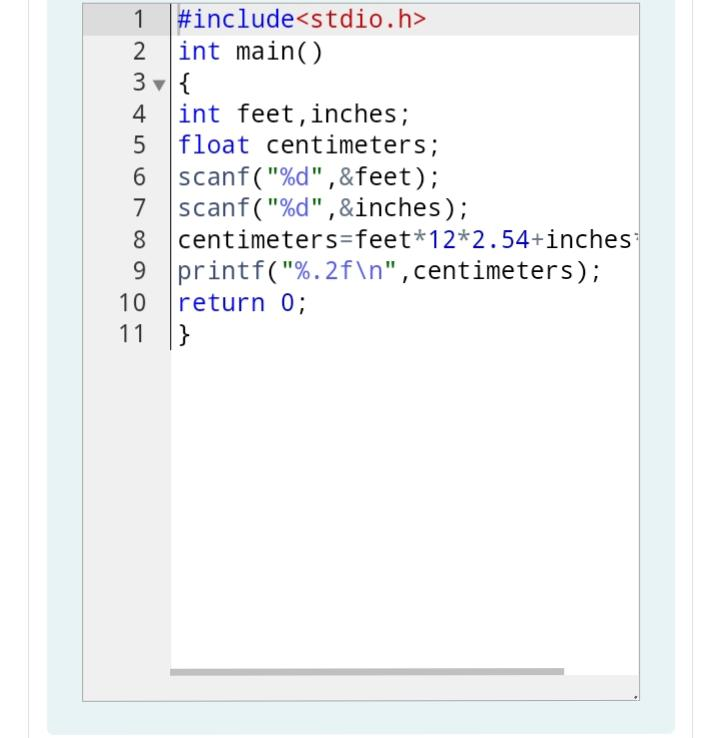 1 #include<stdio.h>
2 int main()
3 {
4 int feet,inches;
5 float centimeters;
6 scanf("%d",&feet);
7 scanf("%d",&inches);
8 centimeters=feet*12*2.54+inches*
9 printf("%.2f\n",centimeters);
10 return 0;
11 }